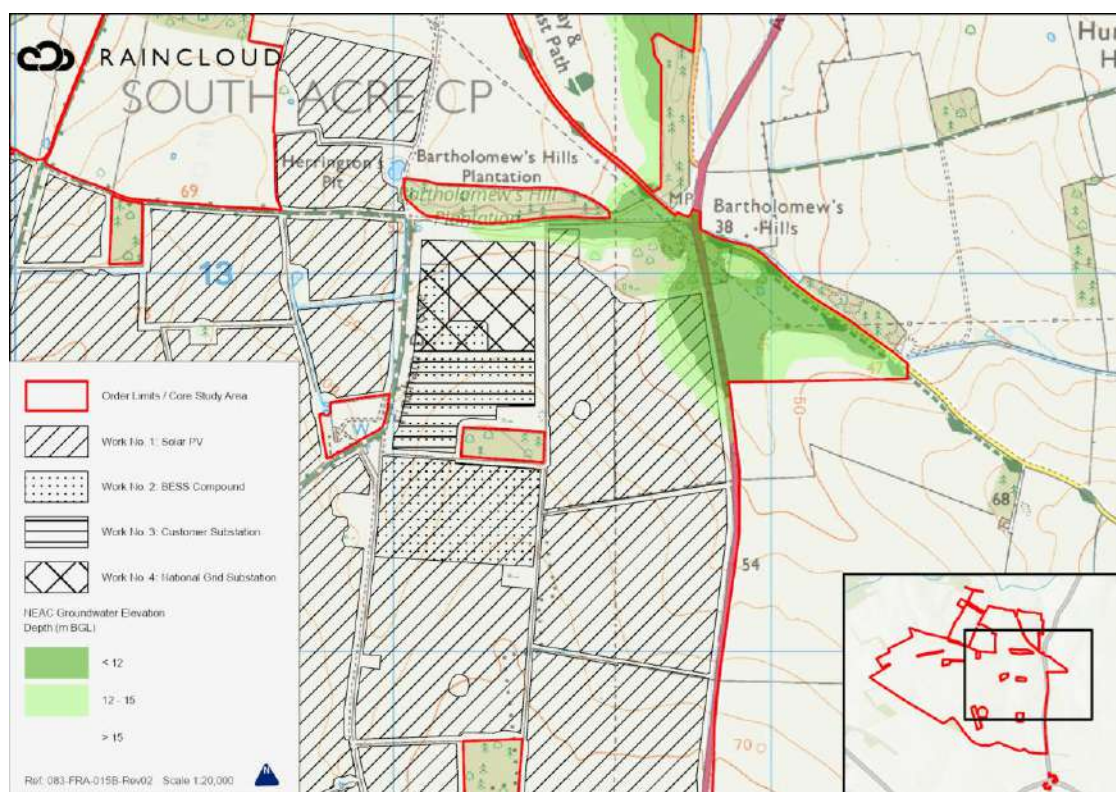 RAINCLOUD
SOUTH ACRE CP
Herrington's
Pit
Bartholomew's Hills
Plantation
Bartholomew's Hill
Plantation
MP
Bartholomew's
38 Hills
69
13
47
50
54
68
70
W
Order Limits / Core Study Area
Work No. 1: Solar PV
Work No. 2: BESS Compound
Work No. 3: Customer Substation
Work No. 4: National Grid Substation
NEAC Groundwater Elevation
Depth (m BGL)
< 12
12 - 15
> 15
Ref: 083-FRA-015B-Rev02 Scale 1:20,000
N